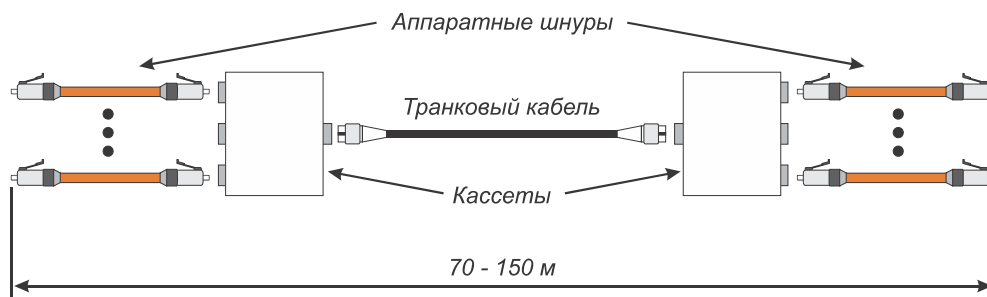 Аппаратные шнуры
Транковый кабель
Кассеты
70 - 150 м